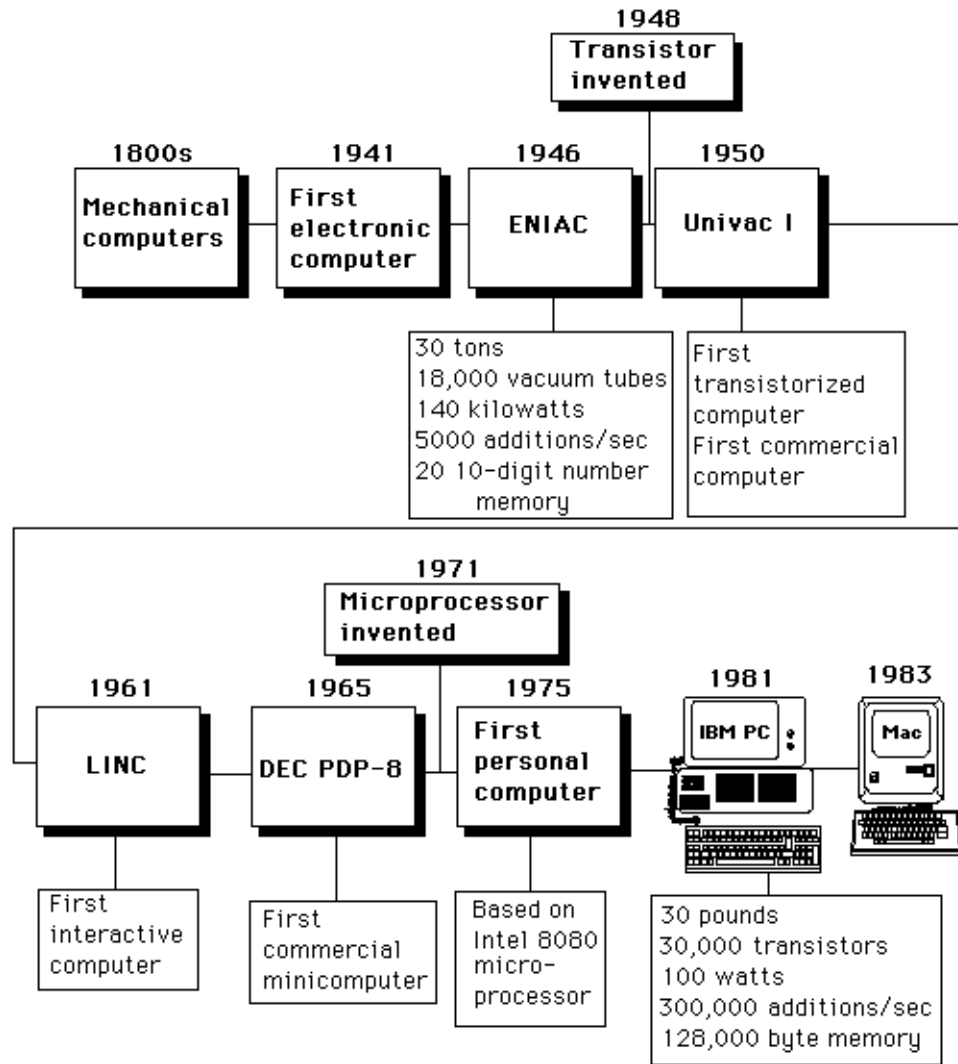 1948
Transistor
invented
1800s
Mechanical
computers
1941
First
electronic
computer
1946
ENIAC
1950
Univac I
30 tons
18,000 vacuum tubes
140 kilowatts
5000 additions/sec
20 10-digit number
memory
First
transistorized
computer
First commercial
computer
1971
Microprocessor
invented
1961
LINC
1965
DEC PDP-8
1975
First
personal
computer
1981
IBM PC
1983
Mac
First
interactive
computer
First
commercial
minicomputer
Based on
Intel 8080
micro-
processor
30 pounds
30,000 transistors
100 watts
300,000 additions/sec
128,000 byte memory